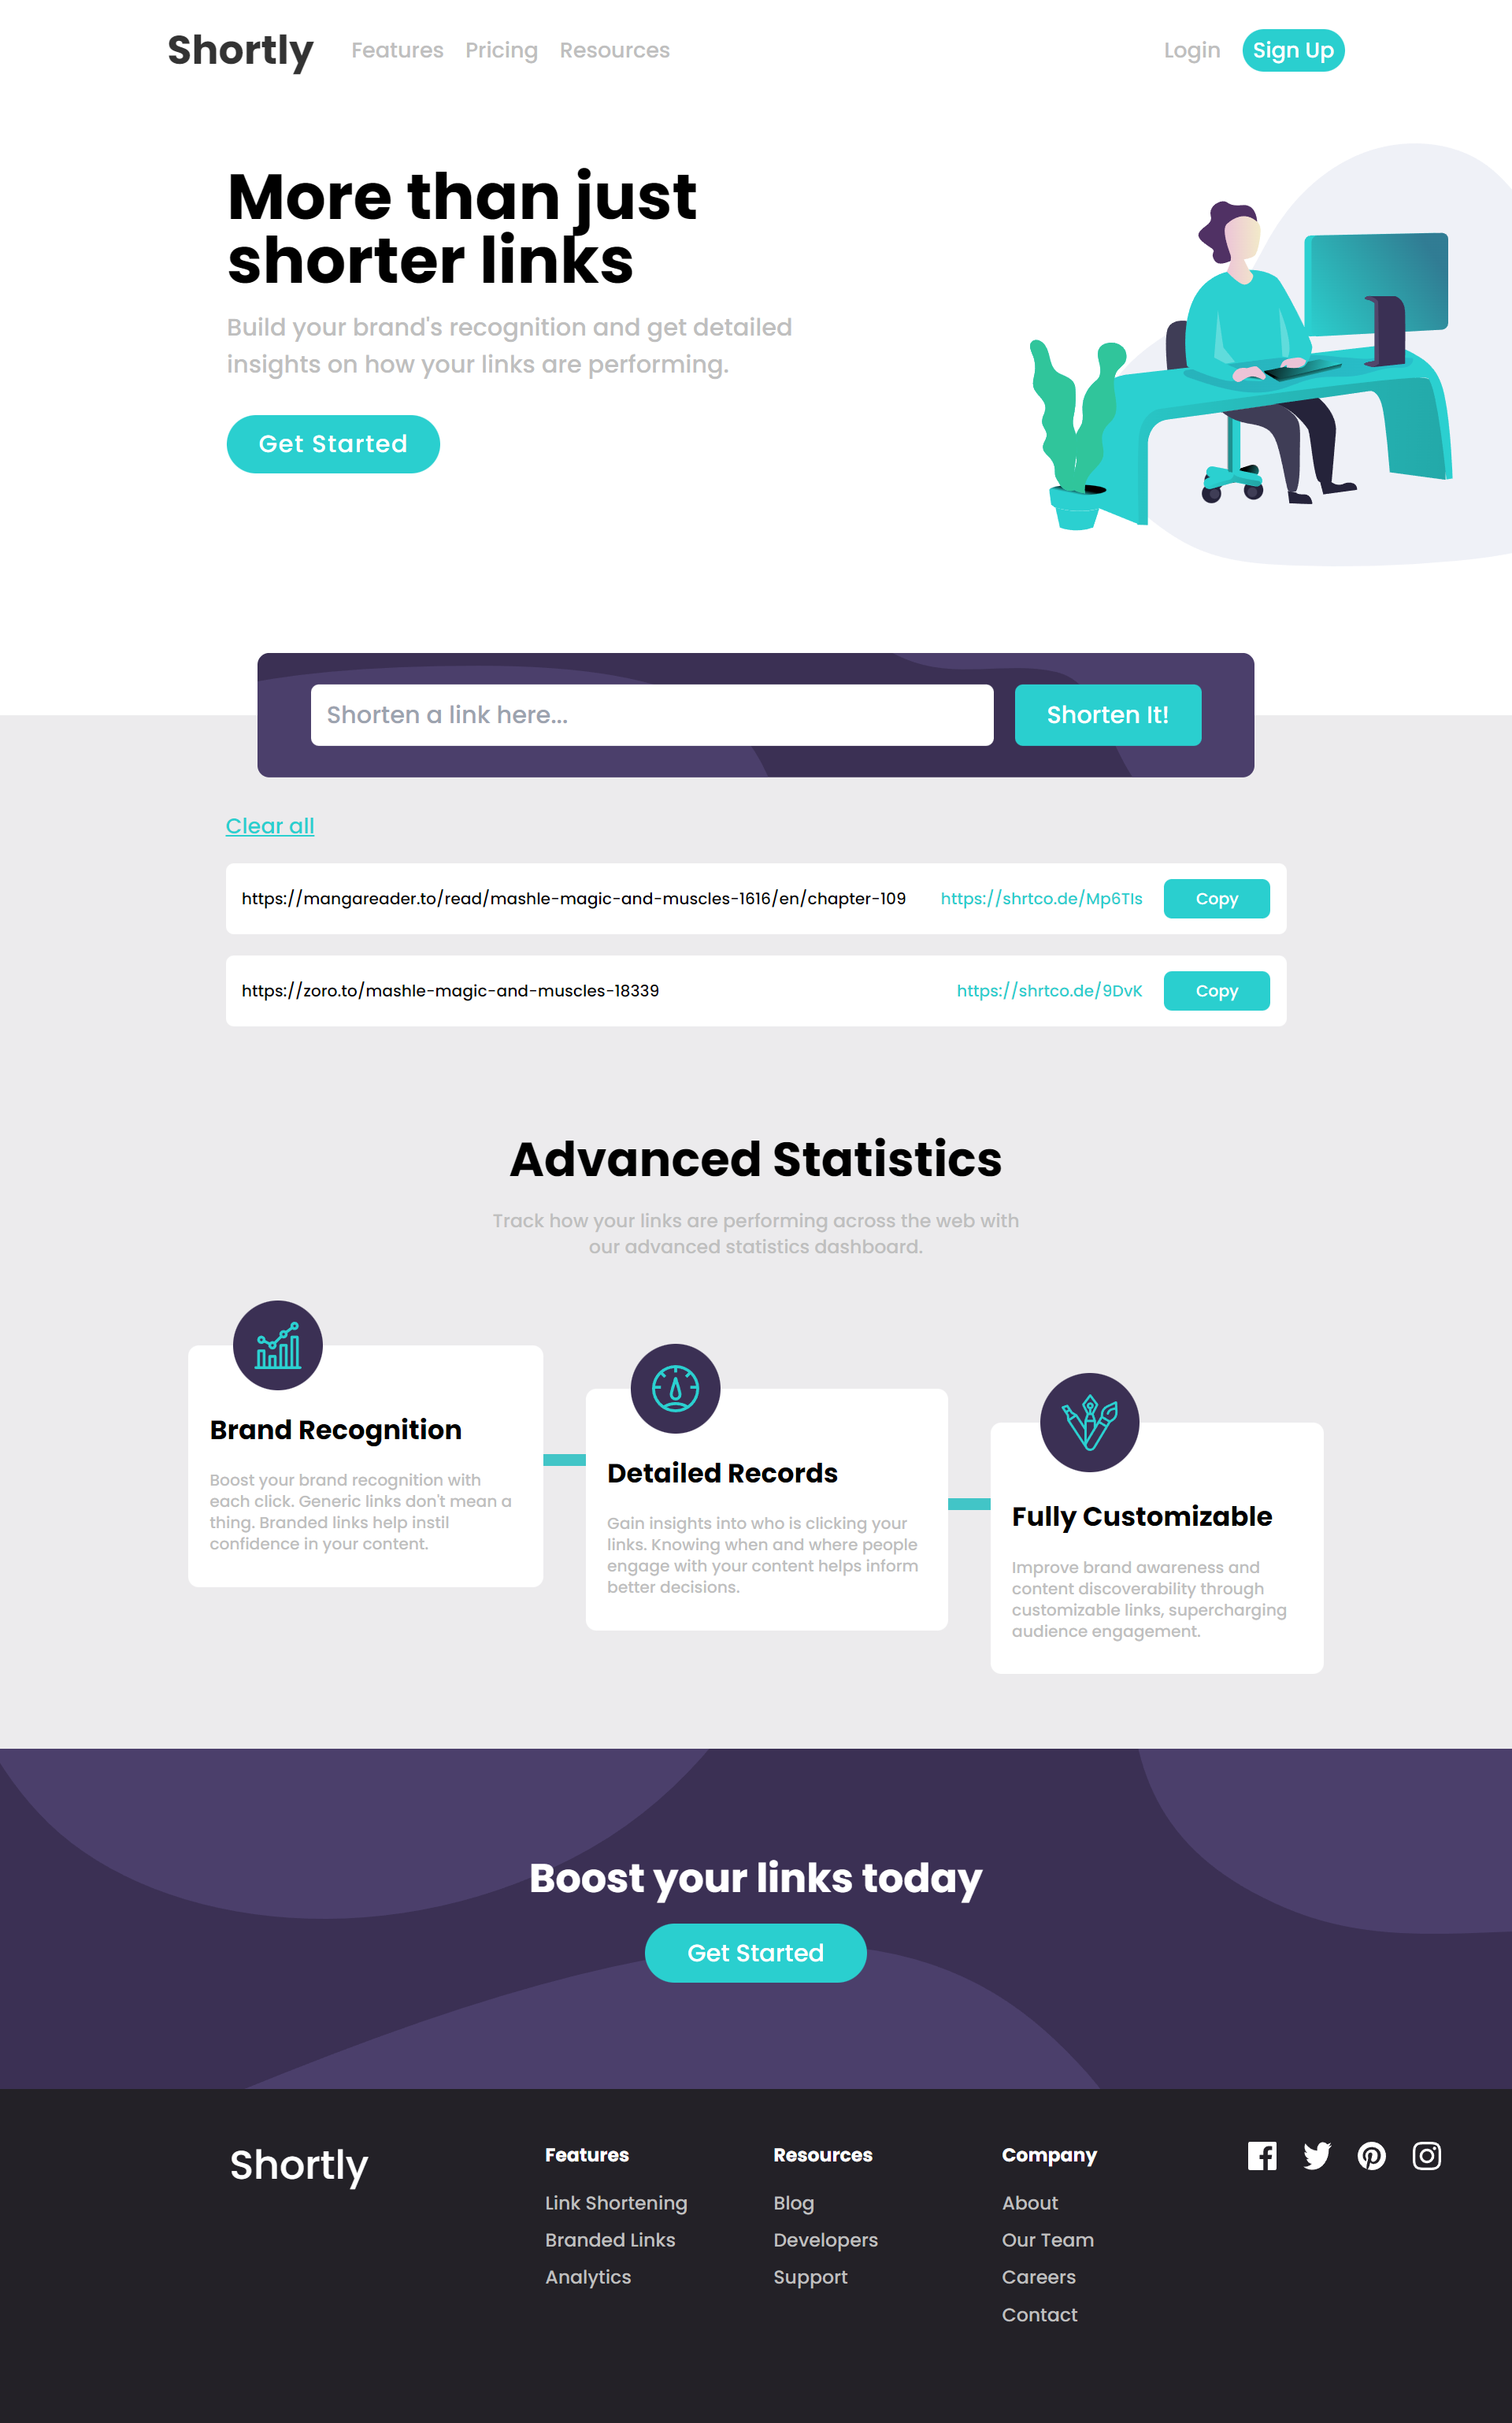 Shortly
Features
Pricing
Resources
Login
Sign Up
More than just
shorter links
Build your brand's recognition and get detailed
insights on how your links are performing.
Get Started
Shorten a link here...
Shorten It!
Clear all
https://mangareader.to/read/mashle-magic-and-muscles-1616/en/chapter-109
https://shrtco.de/Mp6TIs
Copy
https://zoro.to/mashle-magic-and-muscles-18339
https://shrtco.de/9DvK
Copy
Advanced Statistics
Track how your links are performing across the web with
our advanced statistics dashboard.
Brand Recognition
Boost your brand recognition with
each click. Generic links don't mean a
thing. Branded links help instil
confidence in your content.
Detailed Records
Gain insights into who is clicking your
links. Knowing when and where people
engage with your content helps inform
better decisions.
Fully Customizable
Improve brand awareness and
content discoverability through
customizable links, supercharging
audience engagement.
Boost your links today
Get Started
Shortly
Features
Link Shortening
Branded Links
Analytics
Resources
Blog
Developers
Support
Company
About
Our Team
Careers
Contact